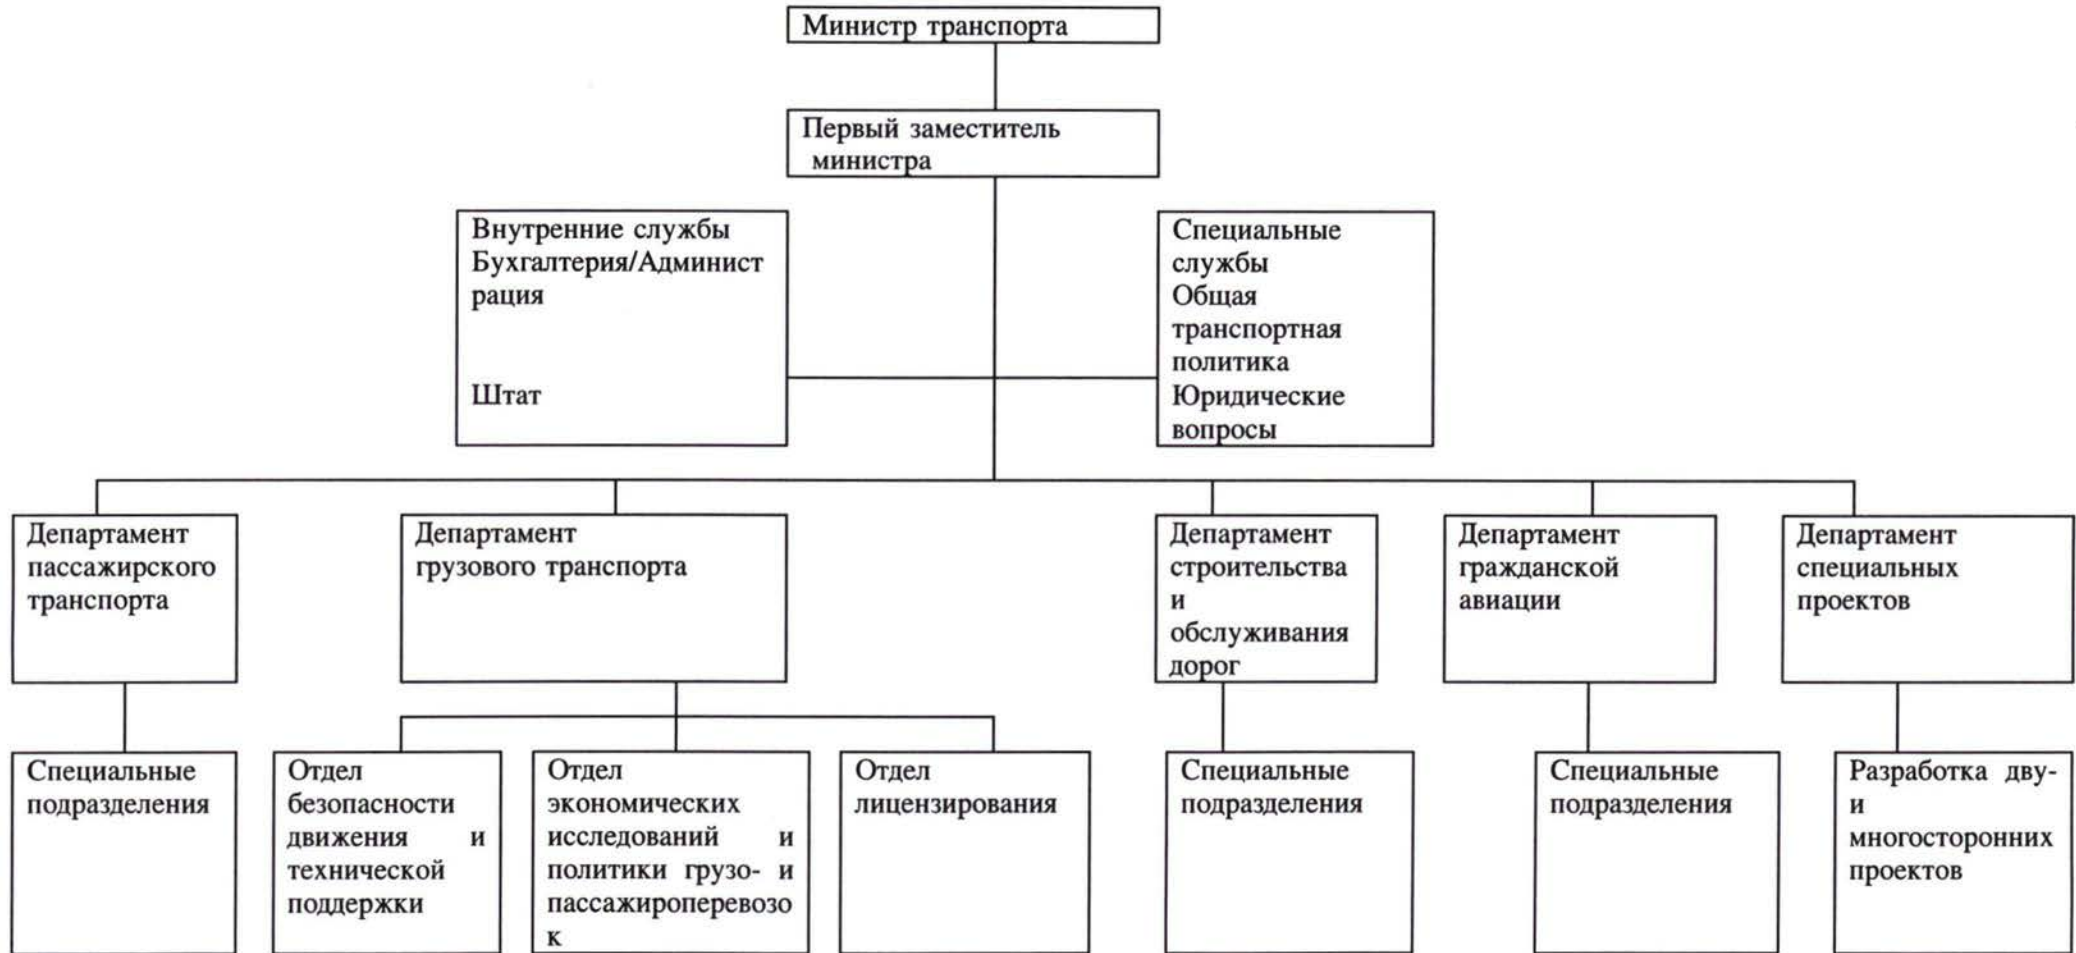 Министр транспорта
Первый заместитель
министра
Внутренние службы
Бухгалтерия/Админист
рация
Штат
Специальные
службы
Общая
транспортная
политика
Юридические
вопросы
Департамент
пассажирского
транспорта
Департамент
грузового транспорта
Департамент
строительства
и
обслуживания
дорог
Департамент
гражданской
авиации
Департамент
специальных
проектов
Специальные
подразделения
Отдел
безопасности
движения и
технической
поддержки
Отдел
экономических
исследований и
политики грузо- и
пассажироперевозо
к
Отдел
лицензирования
Специальные
подразделения
Специальные
подразделения
Разработка дву-
и
многосторонних
проектов